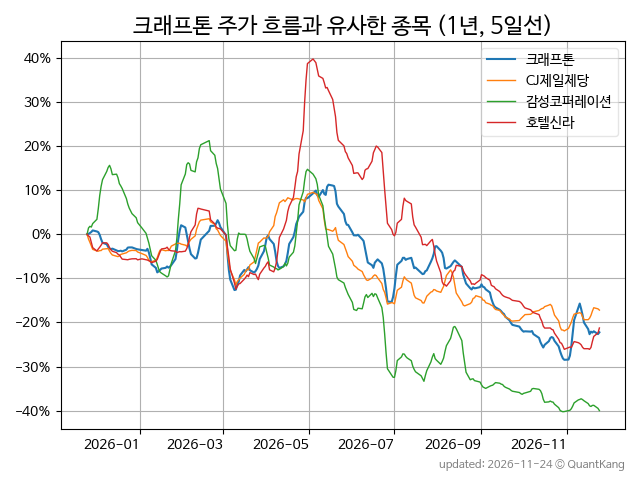 크래프톤 주가 흐름과 유사한 종목 (1년, 5일선)
크래프톤
CJ제일제당
감성코퍼레이션
호텔신라
40%
30%
20%
10%
0%
−10%
−20%
−30%
−40%
2026−01
2026−03
2026−05
2026−07
2026−09
2026−11
updated: 2026-11-24 © QuantKang